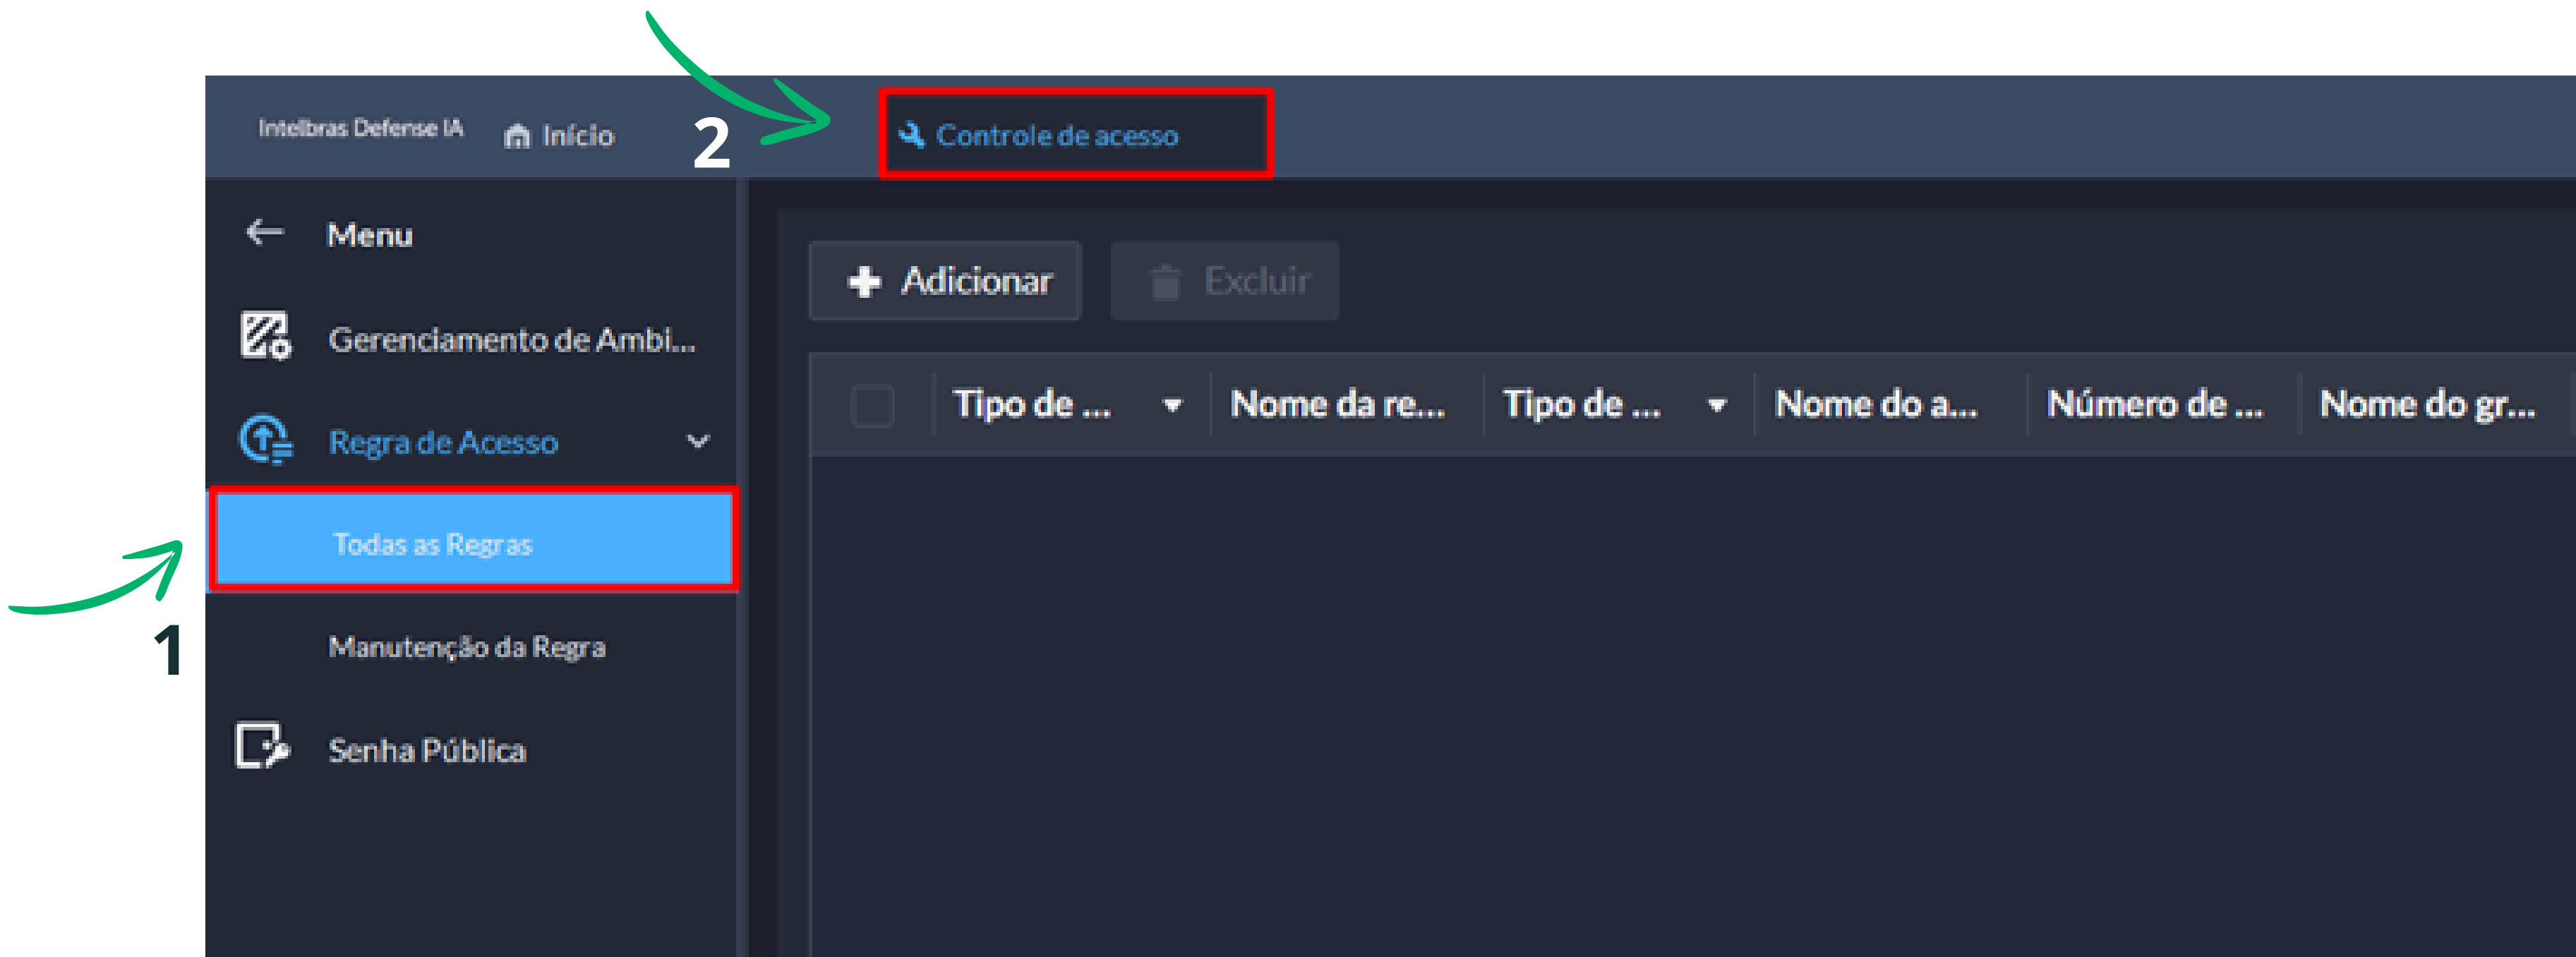 Intelbras Defense IA
Início
2
Controle de acesso
Menu
Adicionar
Excluir
Gerenciamento de Ambi...
Tipo de ...
Nome da re...
Tipo de ...
Nome do a...
Número de ...
Nome do gr...
Regra de Acesso
Todas as Regras
1
Manutenção da Regra
Senha Pública